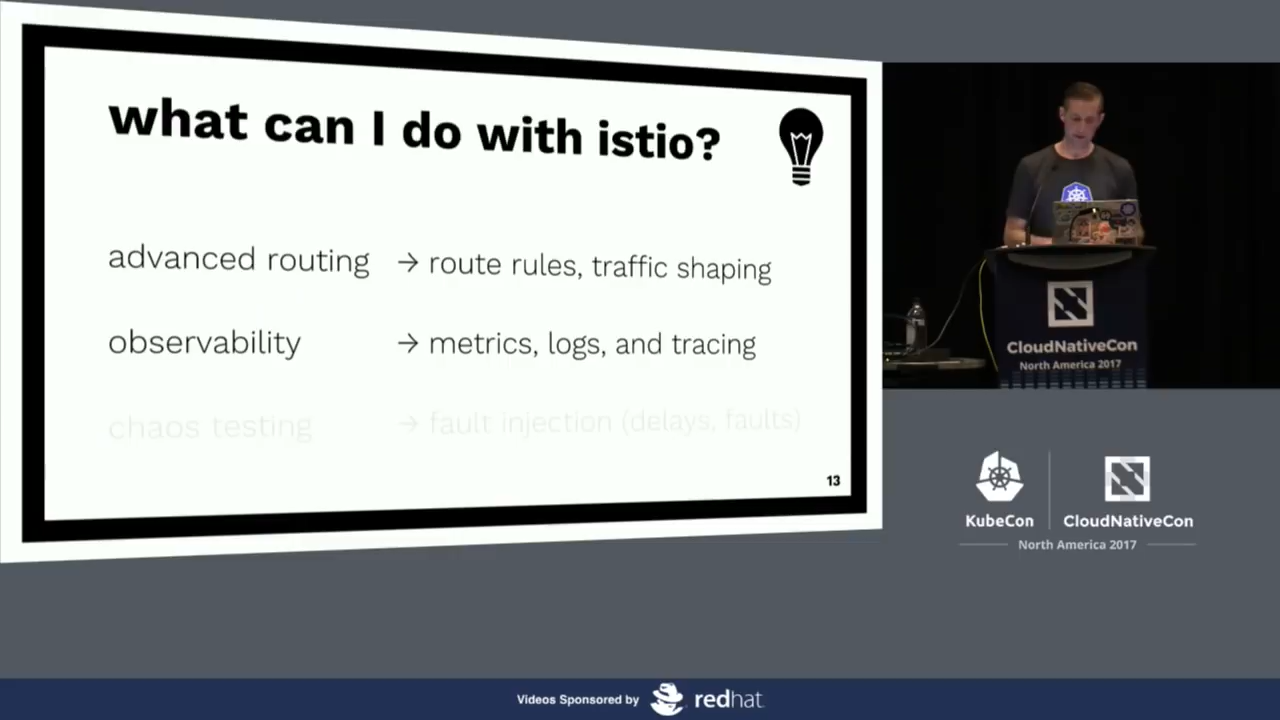 what can I do with istio?
advanced routing → route rules, traffic shaping
observability → metrics, logs, and tracing
chaos testing → fault injection (delays, faults)
13
CloudNativeCon
North America 2017
KubeCon
CloudNativeCon
North America 2017
Videos Sponsored by redhat